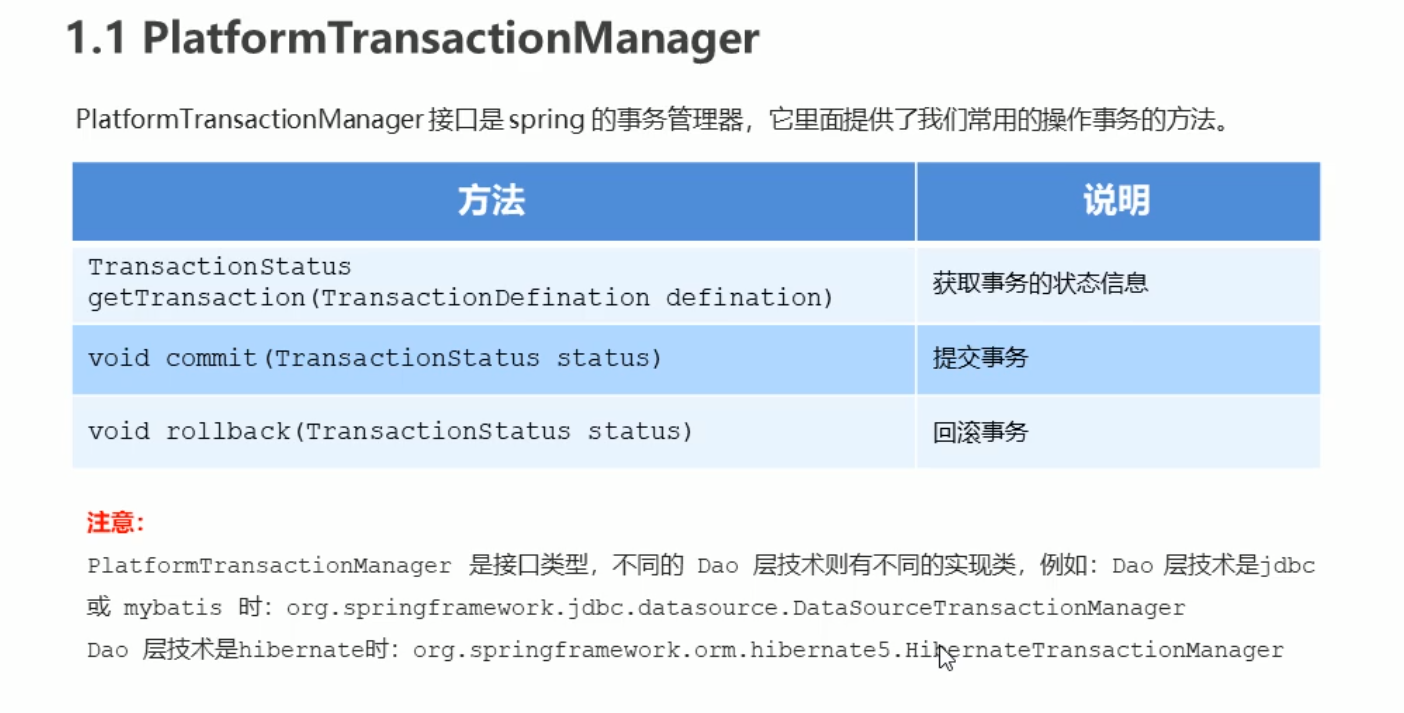 1.1 PlatformTransactionManager
PlatformTransactionManager 接口是 spring 的事务管理器，它里面提供了我们常用的操作事务的方法。
方法
说明
TransactionStatus
getTransaction(TransactionDefination defination)
获取事务的状态信息
void commit(TransactionStatus status)
提交事务
void rollback(TransactionStatus status)
回滚事务
注意：
PlatformTransactionManager 是接口类型，不同的 Dao 层技术则有不同的实现类，例如：Dao 层技术是jdbc
或 mybatis 时：org.springframework.jdbc.datasource.DataSourceTransactionManager
Dao 层技术是hibernate时：org.springframework.orm.hibernate5.HibernateTransactionManager